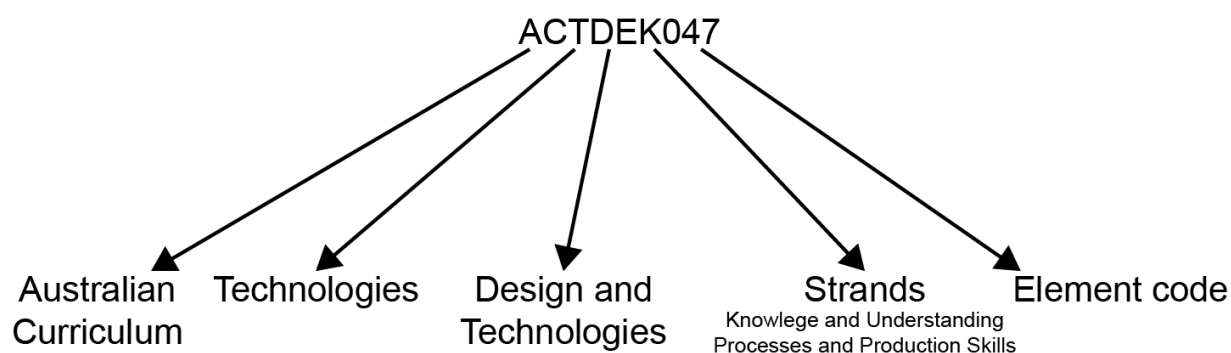 ACTDEK047
Australian
Curriculum
Technologies
Design and
Technologies
Strands
Knowlege and Understanding
Processes and Production Skills
Element code